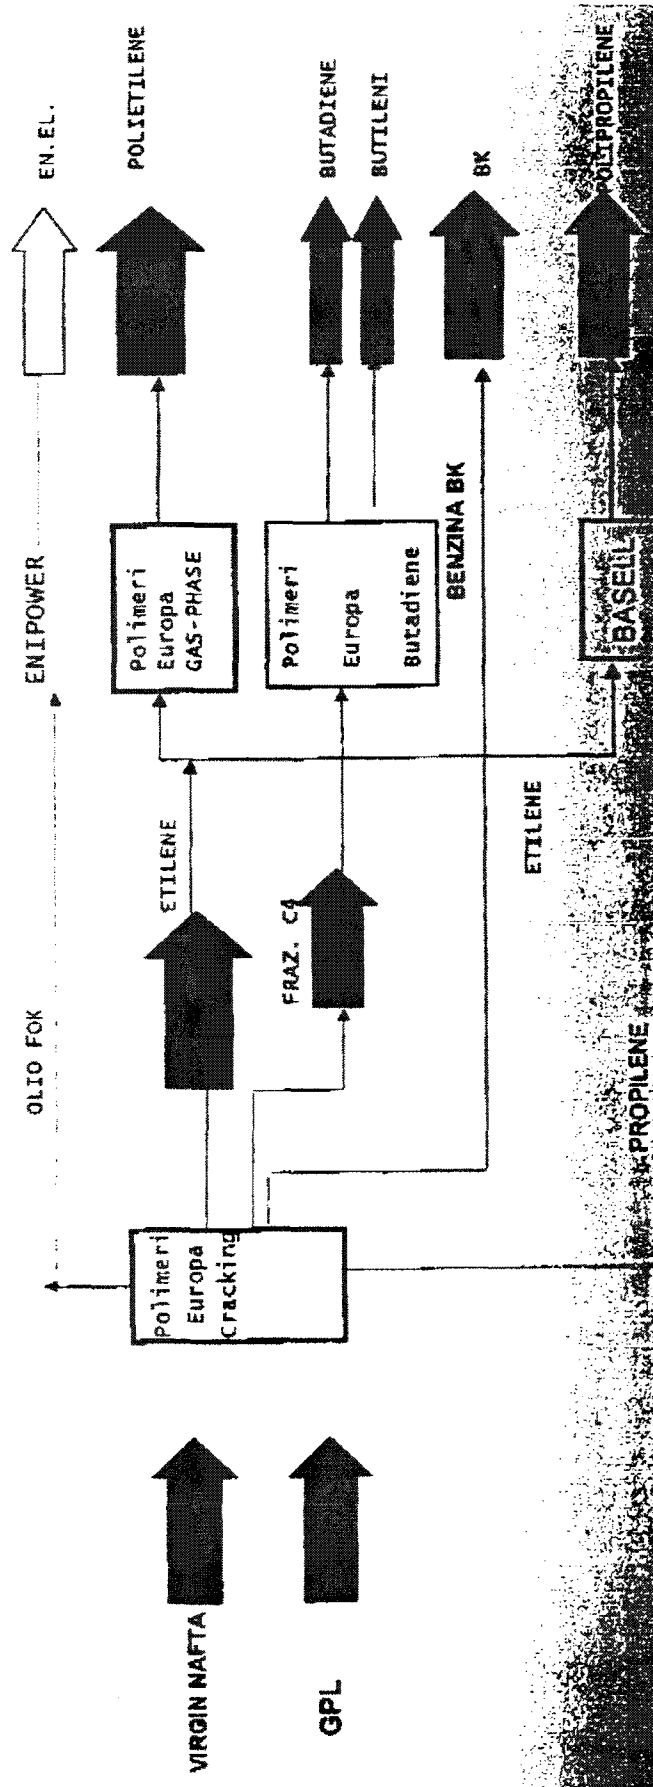 VIRGIN NAFTA
GPL
Polimeri
Europa
Cracking
OLIO FOK
ETILENE
FRAZ. C4
PROPILENE
ETILENE
ENIPOWER
Polimeri
Europa
GAS-PHASE
Polimeri
Europa
Butadiene
BENZINA BK
BASELL
EN.EL.
POLIETILENE
BUTADIENE
BUTILENI
BK
POLIPROPILENE